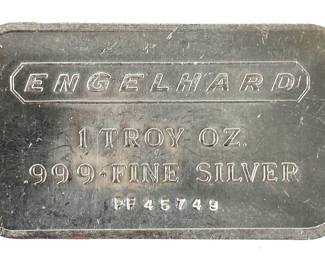 ENGELHARD
1 TROY OZ.
999+FINE SILVER
PF45749